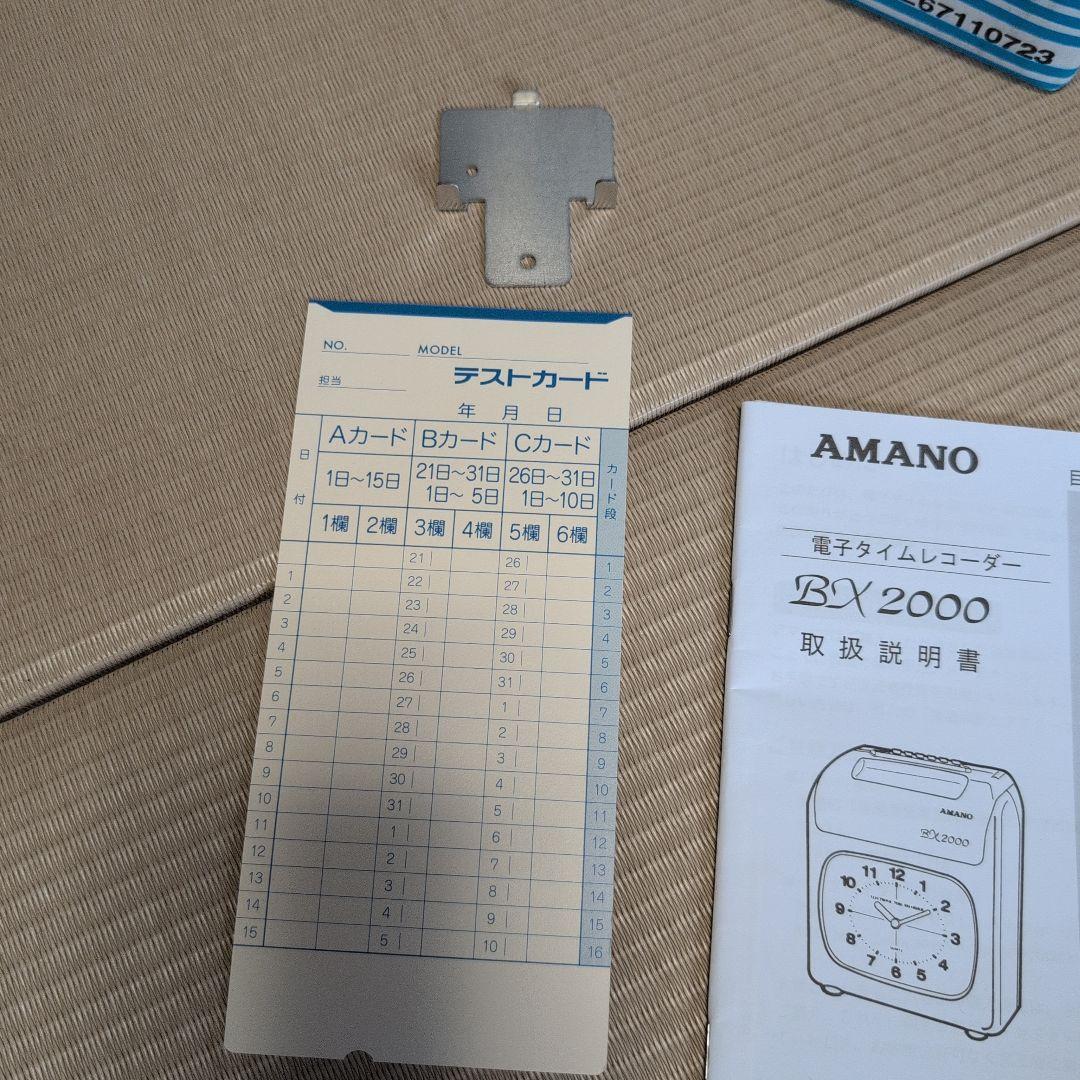 67110723
NO. MODEL
担当 テストカード
年 月 日
日付 Aカード Bカード Cカード カード段
1日~15日 21日~31日 1日~ 5日 26日~31日 1日~10日
1欄 2欄 3欄 4欄 5欄 6欄
21 26 1
1 22 27 2
2 23 28 3
3 24 29 4
4 25 30 5
5 26 31 6
6 27 1 7
7 28 2 8
8 29 3 9
9 30 4 10
10 31 5 11
11 1 6 12
12 2 7 13
13 3 8 14
14 4 9 15
15 5 10 16
AMANO
電子タイムレコーダー
BX2000
取扱説明書
AMANO
BX2000
12 1 2 3 4 5 6 7 8 9 10 11